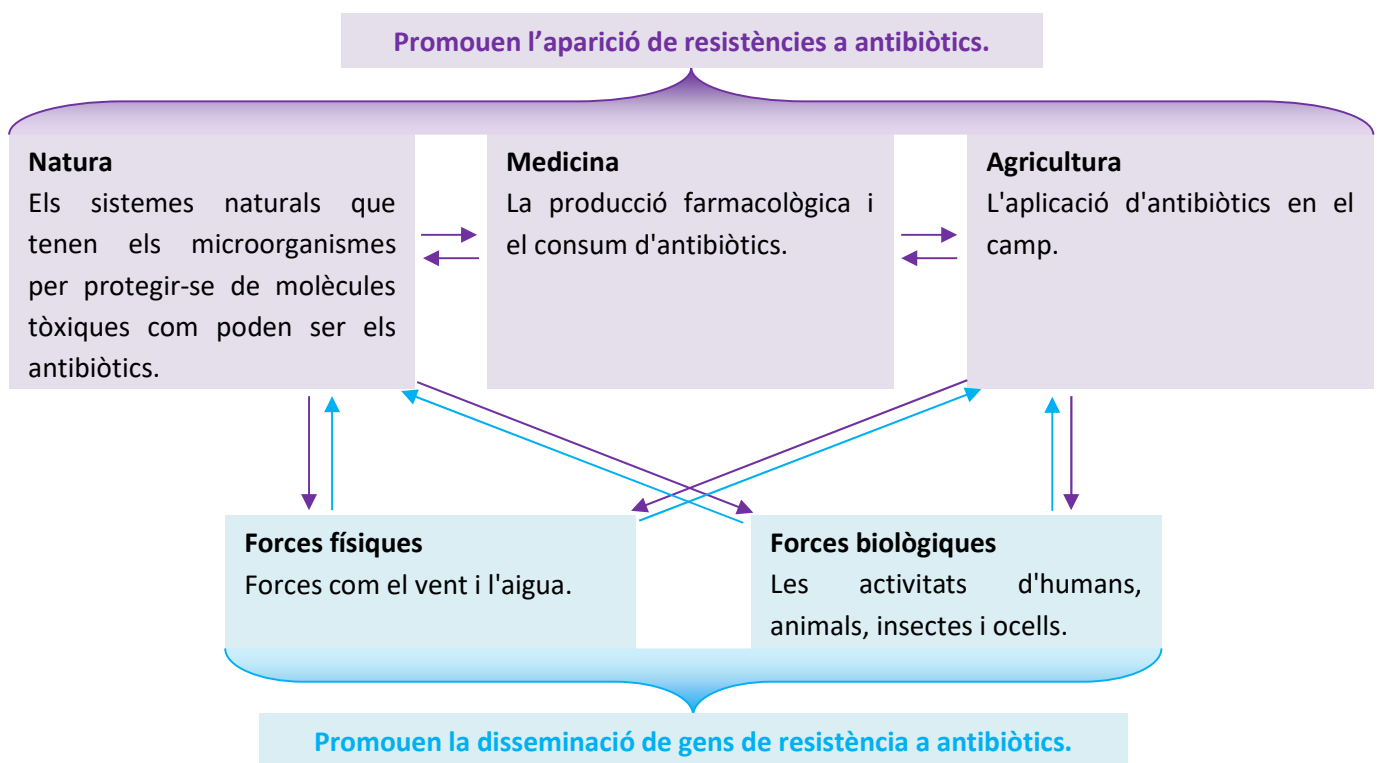 Promouen l’aparició de resistències a antibiòtics.
Natura
Els sistemes naturals que
tenen els microorganismes
per protegir-se de molècules
tòxiques com poden ser els
antibiòtics.
Medicina
La producció farmacològica i
el consum d'antibiòtics.
Agricultura
L'aplicació d'antibiòtics en el
camp.
Forces físiques
Forces com el vent i l'aigua.
Forces biològiques
Les activitats d'humans,
animals, insectes i ocells.
Promouen la disseminació de gens de resistència a antibiòtics.